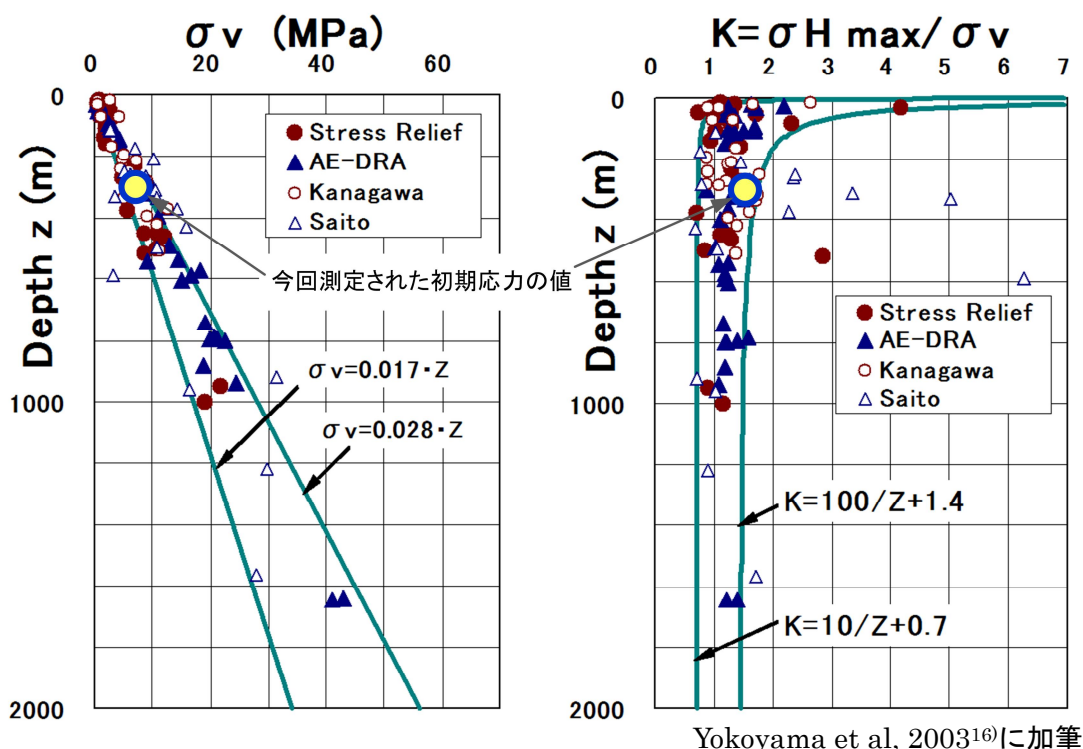 σv (MPa)
0 20 40 60
0
1000
2000
Depth z (m)
Stress Relief
AE-DRA
Kanagawa
Saito
σv=0.017·Z
σv=0.028·Z
今回測定された初期応力の値
K=σH max/σv
0 1 2 3 4 5 6 7
0
1000
2000
Depth z (m)
Stress Relief
AE-DRA
Kanagawa
Saito
K=100/Z+1.4
K=10/Z+0.7
Yokoyama et al, 2003¹⁶⁾に加筆